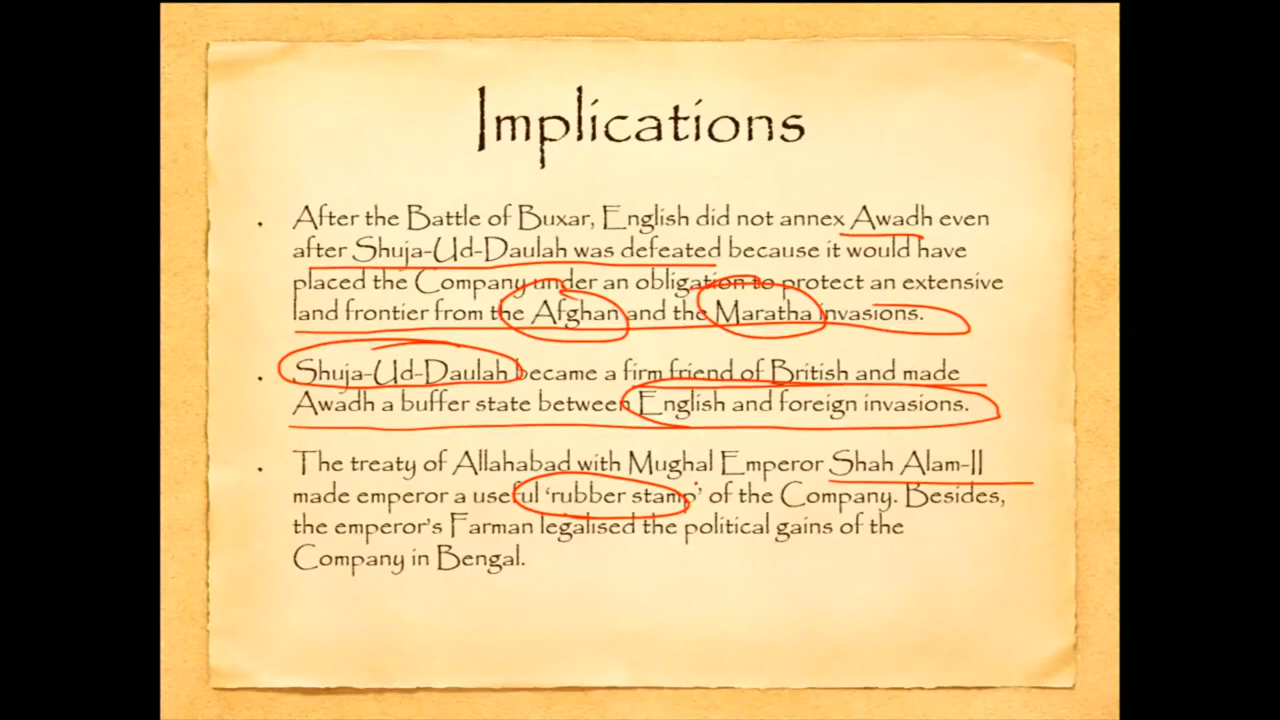 Implications
. After the Battle of Buxar, English did not annex Awadh even
after Shuja-Ud-Daulah was defeated because it would have
placed the Company under an obligation to protect an extensive
land frontier from the Afghan and the Maratha invasions.
. Shuja-Ud-Daulah became a firm friend of British and made
Awadh a buffer state between English and foreign invasions.
. The treaty of Allahabad with Mughal Emperor Shah Alam-II
made emperor a useful ‘rubber stamp’ of the Company. Besides,
the emperor’s Farman legalised the political gains of the
Company in Bengal.